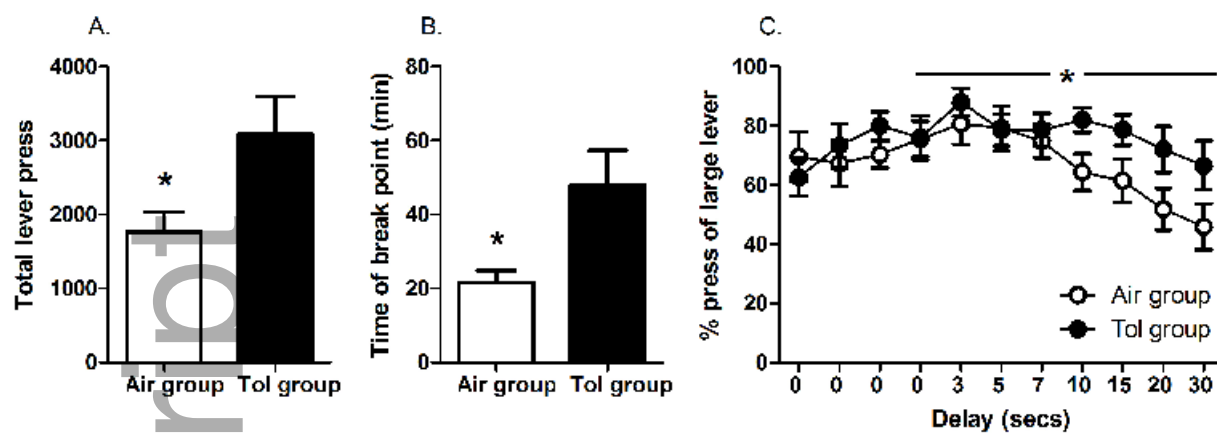 A.
Total lever press
4000
3000
2000
1000
0
*
Air group
Tol group
B.
Time of break point (min)
80
60
40
20
0
*
Air group
Tol group
C.
% press of large lever
100
80
60
40
20
0
*
Air group
Tol group
0 0 0 0 3 5 7 10 15 20 30
Delay (secs)